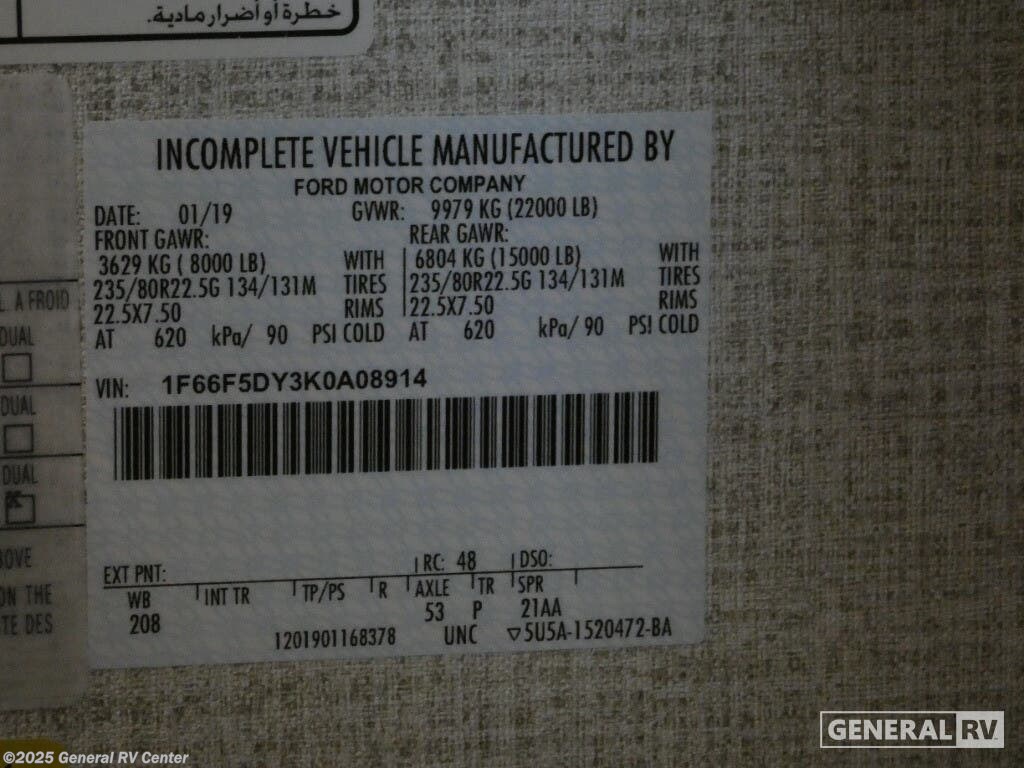 خطرة أو أضرار مادية.
INCOMPLETE VEHICLE MANUFACTURED BY
FORD MOTOR COMPANY
DATE: 01/19 GVWR: 9979 KG (22000 LB)
FRONT GAWR: REAR GAWR:
3629 KG ( 8000 LB) WITH 6804 KG (15000 LB) WITH
235/80R22.5G 134/131M TIRES 235/80R22.5G 134/131M TIRES
22.5X7.50 RIMS 22.5X7.50 RIMS
AT 620 kPa/ 90 PSI COLD AT 620 kPa/ 90 PSI COLD
L. A FROID
DUAL
VIN: 1F66F5DY3K0A08914
DUAL
DUAL
OVE
ON THE
TE DES
EXT PNT: RC: 48 DSO:
WB INT TR TP/PS R AXLE TR SPR
208 53 P 21AA
1201901168378 UNC 5U5A-1520472-BA
GENERAL RV
©2025 General RV Center